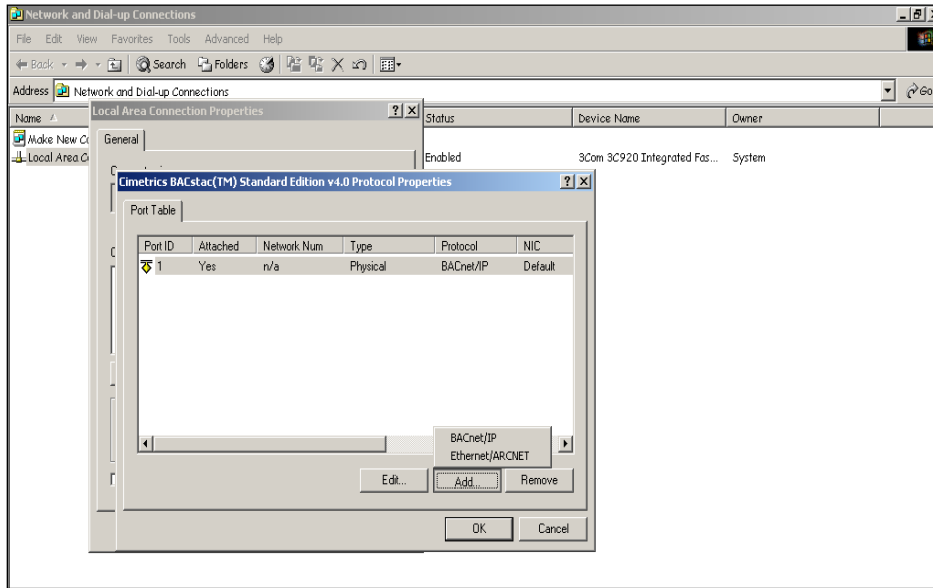 Network and Dial-up Connections
File Edit View Favorites Tools Advanced Help
Back Search Folders
Address Network and Dial-up Connections Go
Name Status Device Name Owner
Make New Co
Local Area C Enabled 3Com 3C920 Integrated Fas... System
Local Area Connection Properties
General
Cimetrics BACstac(TM) Standard Edition v4.0 Protocol Properties
Port Table
Port ID Attached Network Num Type Protocol NIC
1 Yes n/a Physical BACnet/IP Default
BACnet/IP
Ethernet/ARCNET
Edit... Add... Remove
OK Cancel